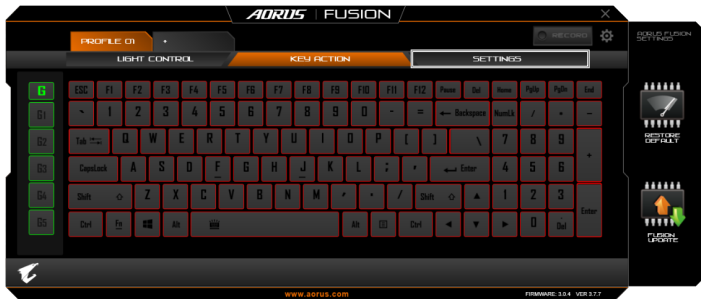 AORUS FUSION
PROFILE 01
RECORD
LIGHT CONTROL KEY ACTION SETTINGS
AORUS FUSION
SETTINGS
G ESC F1 F2 F3 F4 F5 F6 F7 F8 F9 F10 F11 F12 Pause Del Home PgUp PgDn End
G1 ` 1 2 3 4 5 6 7 8 9 0 - = ← Backspace NumLk / * -
G2 Tab Q W E R T Y U I O P [ ] \ 7 8 9 +
G3 CapsLock A S D F G H J K L ; ' Enter 4 5 6
G4 Shift Z X C V B N M , . / Shift ▲ 1 2 3 Enter
G5 Ctrl Fn Alt Alt Ctrl ◄ ▼ ► 0 Del
RESTORE
DEFAULT
FUSION
UPDATE
www.aorus.com
FIRMWARE: 3.0.4 VER 3.7.7